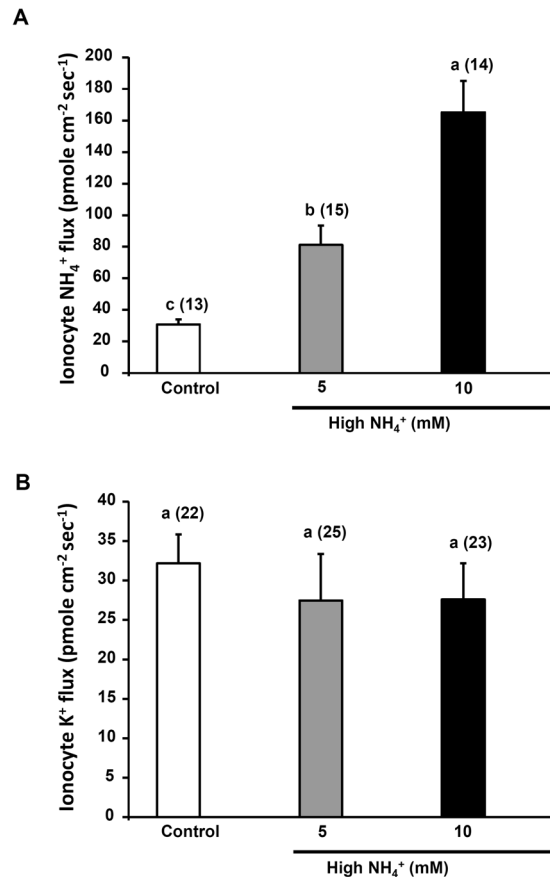 A
Ionocyte NH₄⁺ flux (pmole cm⁻² sec⁻¹)
200
180
160
140
120
100
80
60
40
20
0
c (13)
b (15)
a (14)
Control
5
10
High NH₄⁺ (mM)
B
Ionocyte K⁺ flux (pmole cm⁻² sec⁻¹)
40
35
30
25
20
15
10
5
0
a (22)
a (25)
a (23)
Control
5
10
High NH₄⁺ (mM)